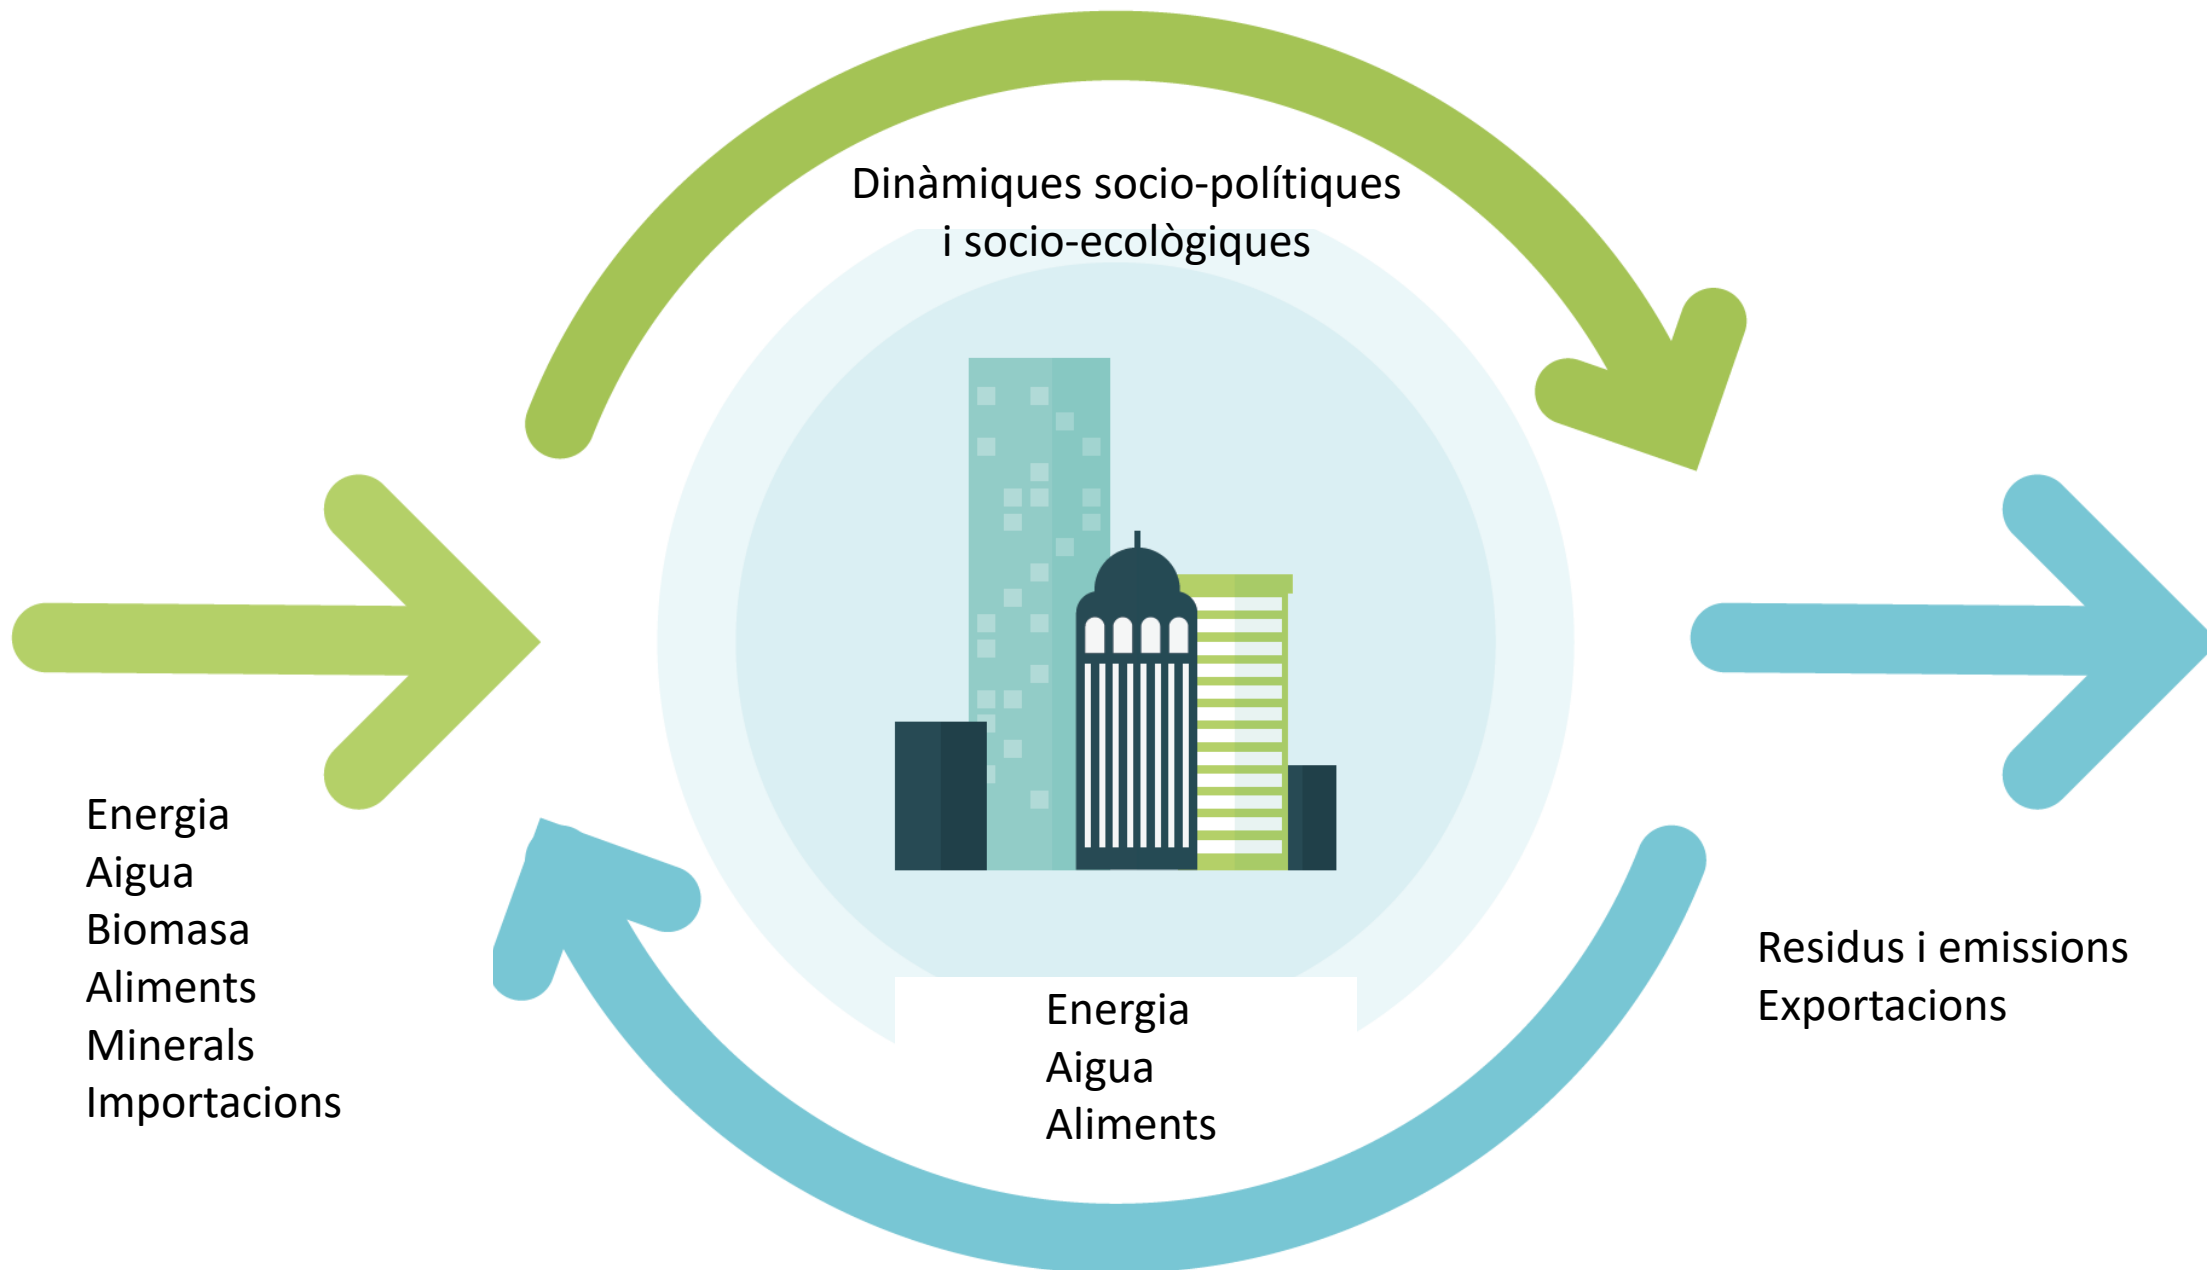 Dinàmiques socio-polítiques
i socio-ecològiques
Energia
Aigua
Biomasa
Aliments
Minerals
Importacions
Energia
Aigua
Aliments
Residus i emissions
Exportacions